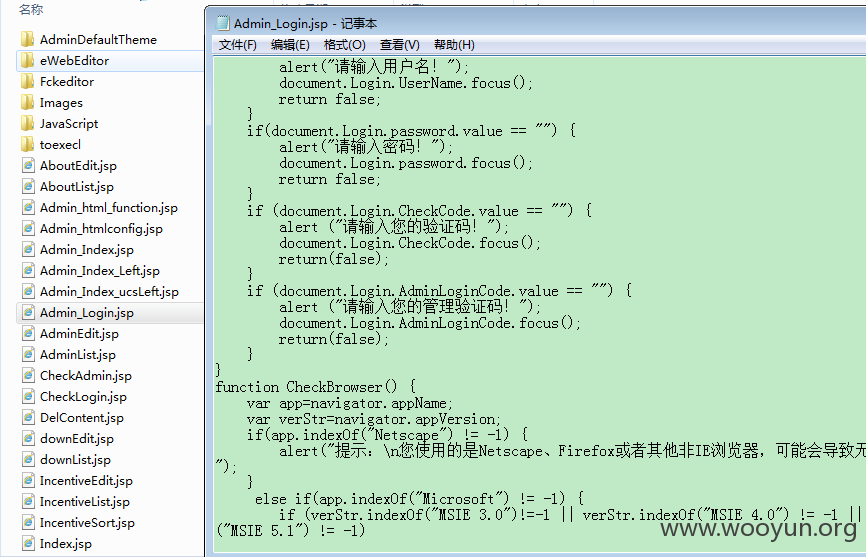 名称
AdminDefaultTheme
eWebEditor
Fckeditor
Images
JavaScript
toexecl
AboutEdit.jsp
AboutList.jsp
Admin_html_function.jsp
Admin_htmlconfig.jsp
Admin_Index.jsp
Admin_Index_Left.jsp
Admin_Index_ucsLeft.jsp
Admin_Login.jsp
AdminEdit.jsp
AdminList.jsp
CheckAdmin.jsp
CheckLogin.jsp
DelContent.jsp
downEdit.jsp
downList.jsp
IncentiveEdit.jsp
IncentiveList.jsp
IncentiveSort.jsp
Index.jsp
Admin_Login.jsp - 记事本
文件(F) 编辑(E) 格式(O) 查看(V) 帮助(H)
alert("请输入用户名! ");
document.Login.UserName.focus();
return false;
}
if(document.Login.password.value == "") {
alert("请输入密码! ");
document.Login.password.focus();
return false;
}
if (document.Login.CheckCode.value == "") {
alert ("请输入您的验证码! ");
document.Login.CheckCode.focus();
return(false);
}
if (document.Login.AdminLoginCode.value == "") {
alert ("请输入您的管理验证码! ");
document.Login.AdminLoginCode.focus();
return(false);
}
}
function CheckBrowser() {
var app=navigator.appName;
var verStr=navigator.appVersion;
if(app.indexOf("Netscape") != -1) {
alert("提示: \n您使用的是Netscape、Firefox或者其他非IE浏览器, 可能会导致无
");
}
else if(app.indexOf("Microsoft") != -1) {
if (verStr.indexOf("MSIE 3.0")!=-1 || verStr.indexOf("MSIE 4.0") != -1 ||
("MSIE 5.1") != -1)
www.wooyun.org